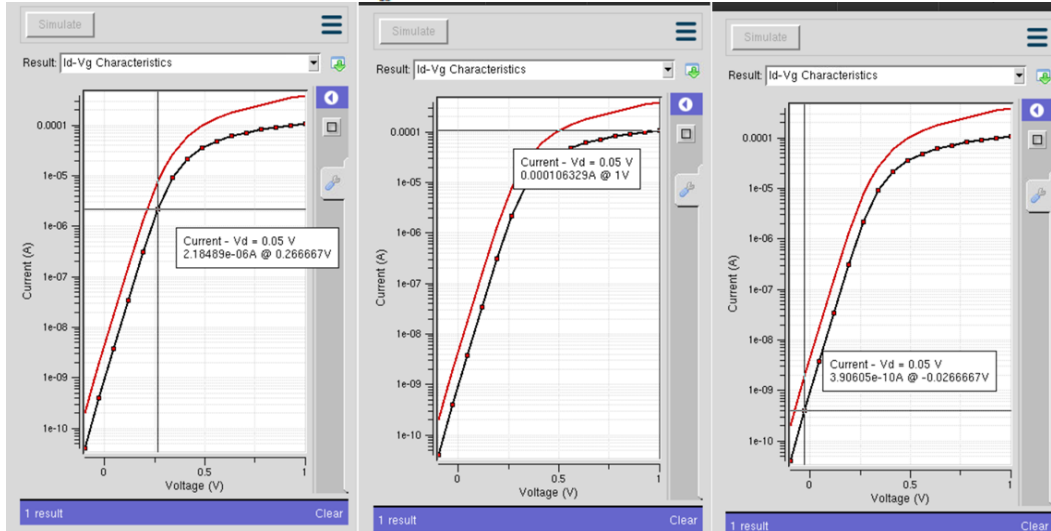 Simulate
Result: Id-Vg Characteristics
0.0001
1e-05
1e-06
1e-07
1e-08
1e-09
1e-10
Current (A)
Current - Vd = 0.05 V
2.18489e-06A @ 0.266667V
0
0.5
1
Voltage (V)
1 result
Clear
Simulate
Result: Id-Vg Characteristics
0.0001
1e-05
1e-06
1e-07
1e-08
1e-09
1e-10
Current (A)
Current - Vd = 0.05 V
0.000106329A @ 1V
0
0.5
1
Voltage (V)
1 result
Clear
Simulate
Result: Id-Vg Characteristics
0.0001
1e-05
1e-06
1e-07
1e-08
1e-09
1e-10
Current (A)
Current - Vd = 0.05 V
3.90605e-10A @ -0.0266667V
0
0.5
1
Voltage (V)
1 result
Clear